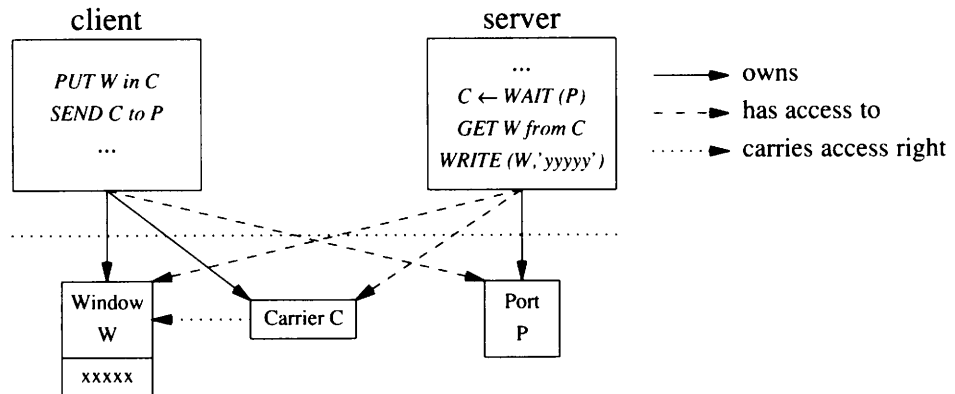 client
PUT W in C
SEND C to P
...
server
...
C ← WAIT (P)
GET W from C
WRITE (W,'yyyyy')
owns
has access to
carries access right
Window
W
xxxxx
Carrier C
Port
P